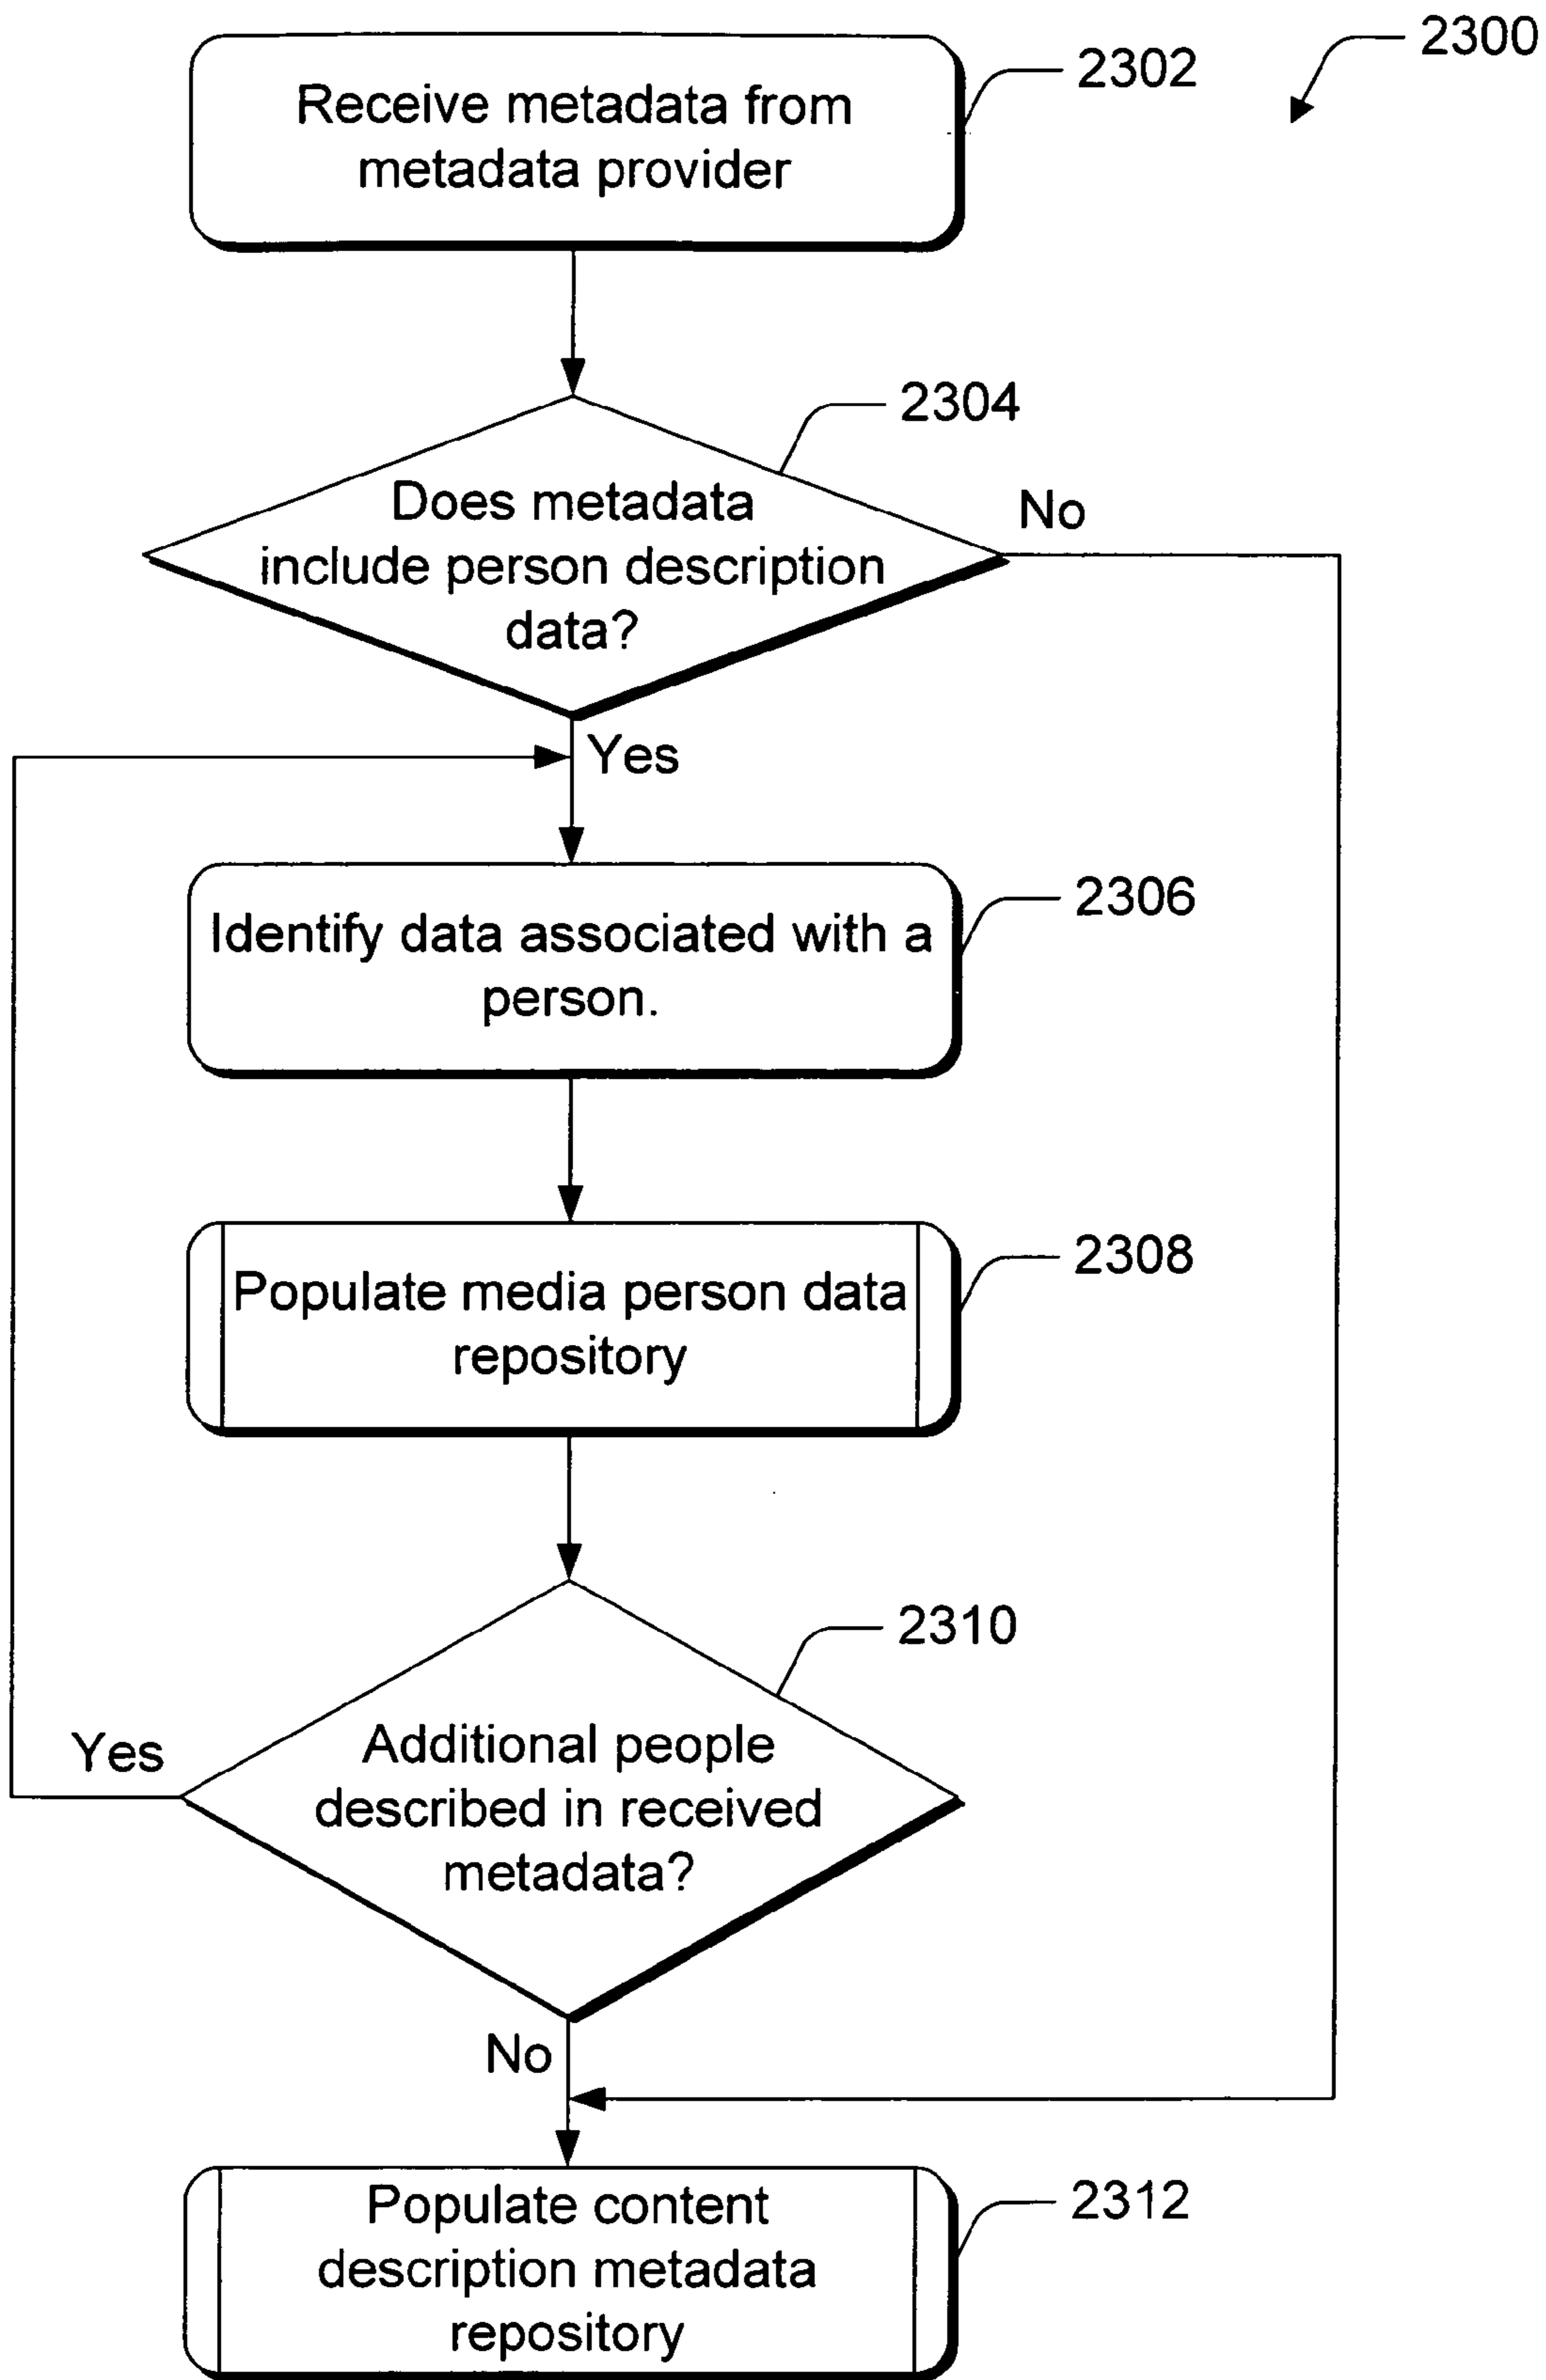 2300
Receive metadata from
metadata provider
2302
2304
Does metadata
include person description
data?
No
Yes
Identify data associated with a
person.
2306
Populate media person data
repository
2308
2310
Additional people
described in received
metadata?
Yes
No
Populate content
description metadata
repository
2312